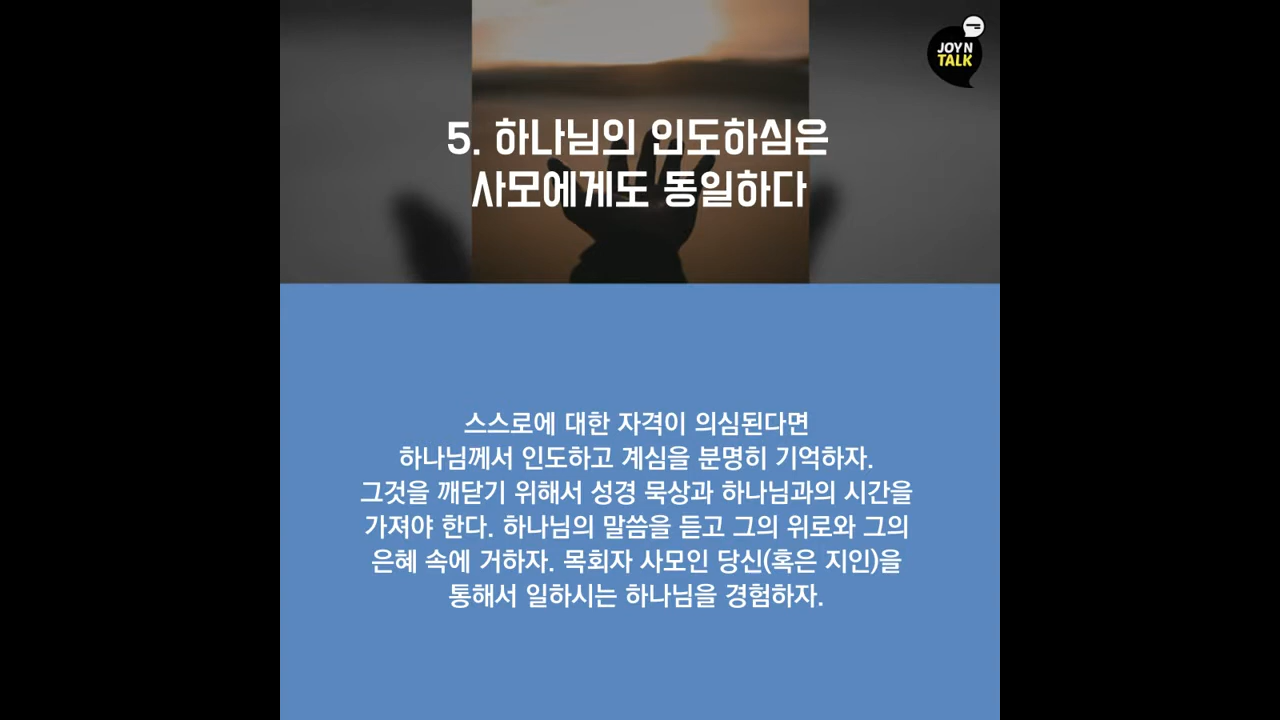 JOY N
TALK
5. 하나님의 인도하심은
사모에게도 동일하다
스스로에 대한 자격이 의심된다면
하나님께서 인도하고 계심을 분명히 기억하자.
그것을 깨닫기 위해서 성경 묵상과 하나님과의 시간을
가져야 한다. 하나님의 말씀을 듣고 그의 위로와 그의
은혜 속에 거하자. 목회자 사모인 당신(혹은 지인)을
통해서 일하시는 하나님을 경험하자.